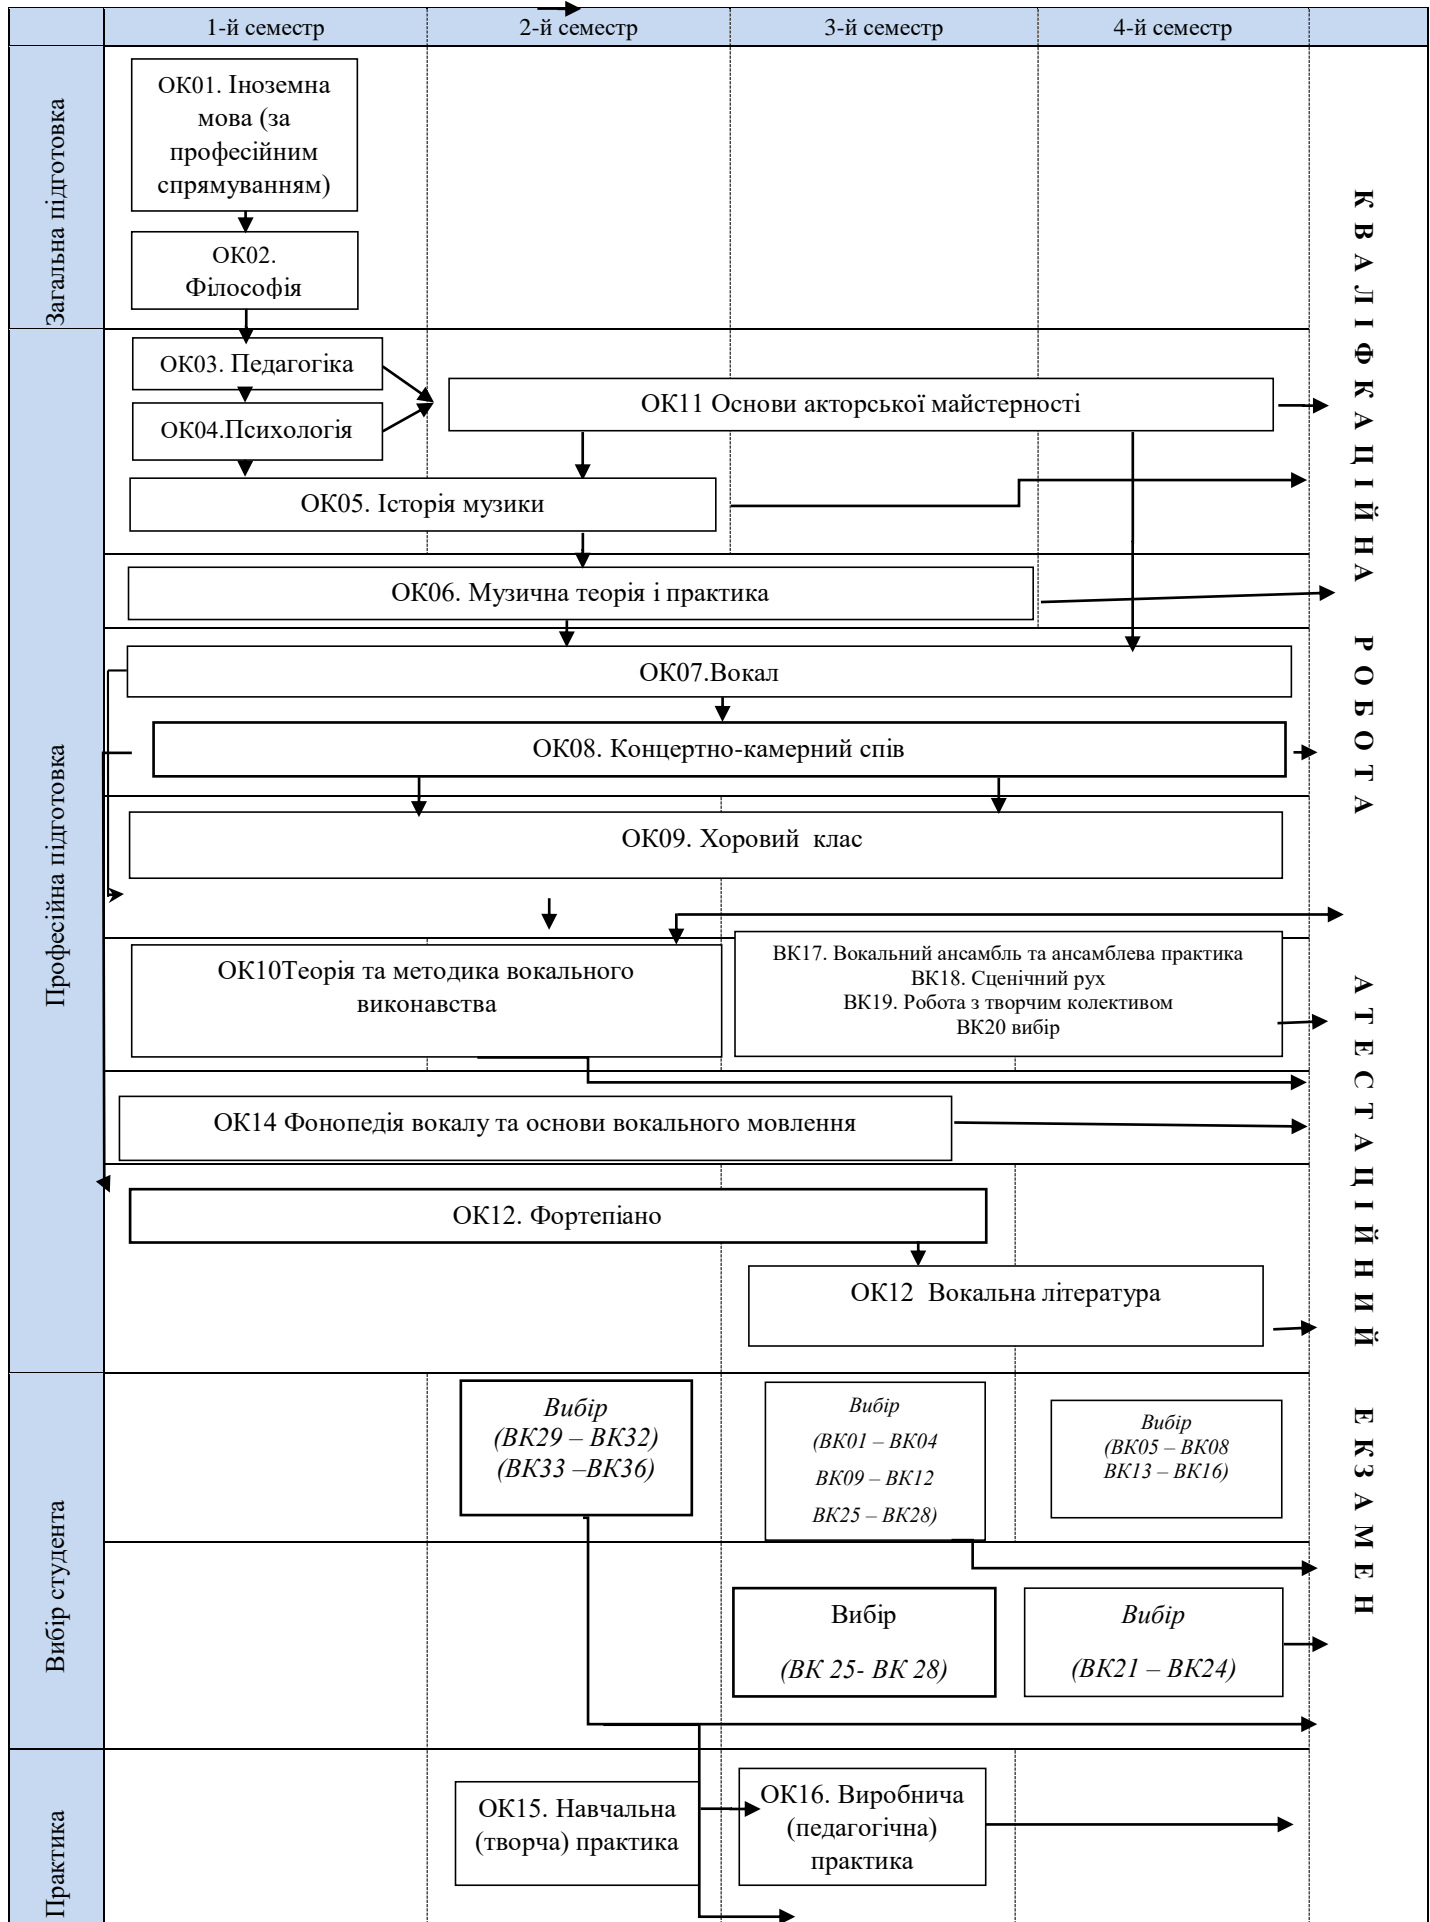 1-й семестр
2-й семестр
3-й семестр
4-й семестр
Загальна підготовка
ОК01. Іноземна
мова (за
професійним
спрямуванням)
ОК02.
Філософія
Професійна підготовка
ОК03. Педагогіка
ОК04.Психологія
ОК11 Основи акторської майстерності
ОК05. Історія музики
ОК06. Музична теорія і практика
ОК07.Вокал
ОК08. Концертно-камерний спів
ОК09. Хоровий клас
ОК10Теорія та методика вокального
виконавства
ВК17. Вокальний ансамбль та ансамблева практика
ВК18. Сценічний рух
ВК19. Робота з творчим колективом
ВК20 вибір
ОК14 Фонопедія вокалу та основи вокального мовлення
ОК12. Фортепіано
ОК12 Вокальна література
Вибір студента
Вибір
(ВК29 – ВК32)
(ВК33 –ВК36)
Вибір
(ВК01 – ВК04
ВК09 – ВК12
ВК25 – ВК28)
Вибір
(ВК05 – ВК08
ВК13 – ВК16)
Вибір
(ВК 25- ВК 28)
Вибір
(ВК21 – ВК24)
Практика
ОК15. Навчальна
(творча) практика
ОК16. Виробнича
(педагогічна)
практика
КВАЛІФКАЦІЙНА РОБОТА АТЕСТАЦІЙНИЙ ЕКЗАМЕН